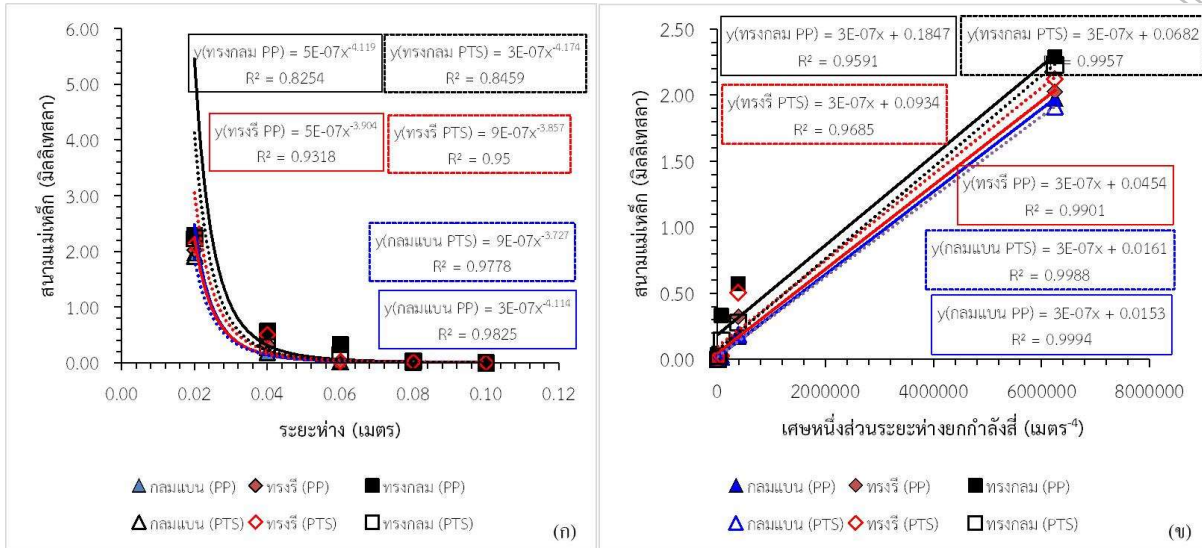 6.00
5.00
4.00
3.00
2.00
1.00
0.00
สนามแม่เหล็ก (มิลลิเทสลา)
y(ทรงกลม PP) = 5E-07x^-4.119
R² = 0.8254
y(ทรงกลม PTS) = 3E-07x^-4.174
R² = 0.8459
y(ทรงรี PP) = 5E-07x^-3.904
R² = 0.9318
y(ทรงรี PTS) = 9E-07x^-3.857
R² = 0.95
y(กลมแบน PTS) = 9E-07x^-3.727
R² = 0.9778
y(กลมแบน PP) = 3E-07x^-4.114
R² = 0.9825
0.00 0.02 0.04 0.06 0.08 0.10 0.12
ระยะห่าง (เมตร)
กลมแบน (PP) ทรงรี (PP) ทรงกลม (PP)
กลมแบน (PTS) ทรงรี (PTS) ทรงกลม (PTS)
(ก)
2.50
2.00
1.50
1.00
0.50
0.00
สนามแม่เหล็ก (มิลลิเทสลา)
y(ทรงกลม PP) = 3E-07x + 0.1847
R² = 0.9591
y(ทรงกลม PTS) = 3E-07x + 0.0682
R² = 0.9957
y(ทรงรี PTS) = 3E-07x + 0.0934
R² = 0.9685
y(ทรงรี PP) = 3E-07x + 0.0454
R² = 0.9901
y(กลมแบน PTS) = 3E-07x + 0.0161
R² = 0.9988
y(กลมแบน PP) = 3E-07x + 0.0153
R² = 0.9994
0 2000000 4000000 6000000 8000000
เศษหนึ่งส่วนระยะห่างยกกำลังสี่ (เมตร^-4)
กลมแบน (PP) ทรงรี (PP) ทรงกลม (PP)
กลมแบน (PTS) ทรงรี (PTS) ทรงกลม (PTS)
(ข)